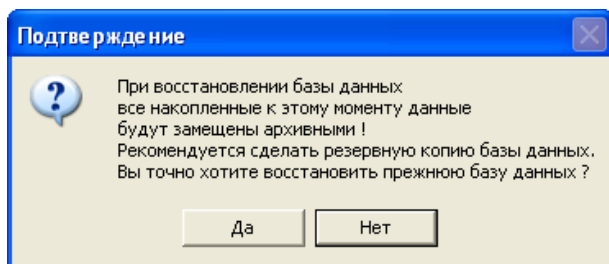 Подтверждение
При восстановлении базы данных
все накопленные к этому моменту данные
будут замещены архивными !
Рекомендуется сделать резервную копию базы данных.
Вы точно хотите восстановить прежнюю базу данных ?
Да
Нет